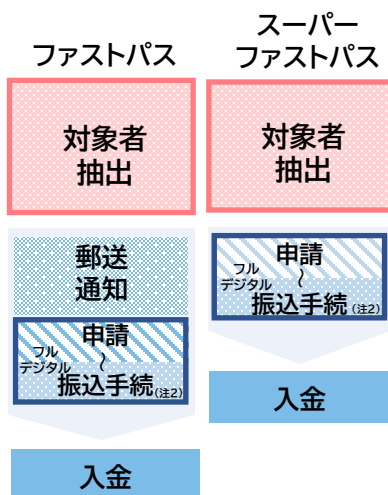 ファストパス
対象者
抽出
郵送
通知
申請
フル
デジタル
〜
振込手続(注2)
入金
スーパー
ファストパス
対象者
抽出
申請
フル
デジタル
〜
振込手続(注2)
入金